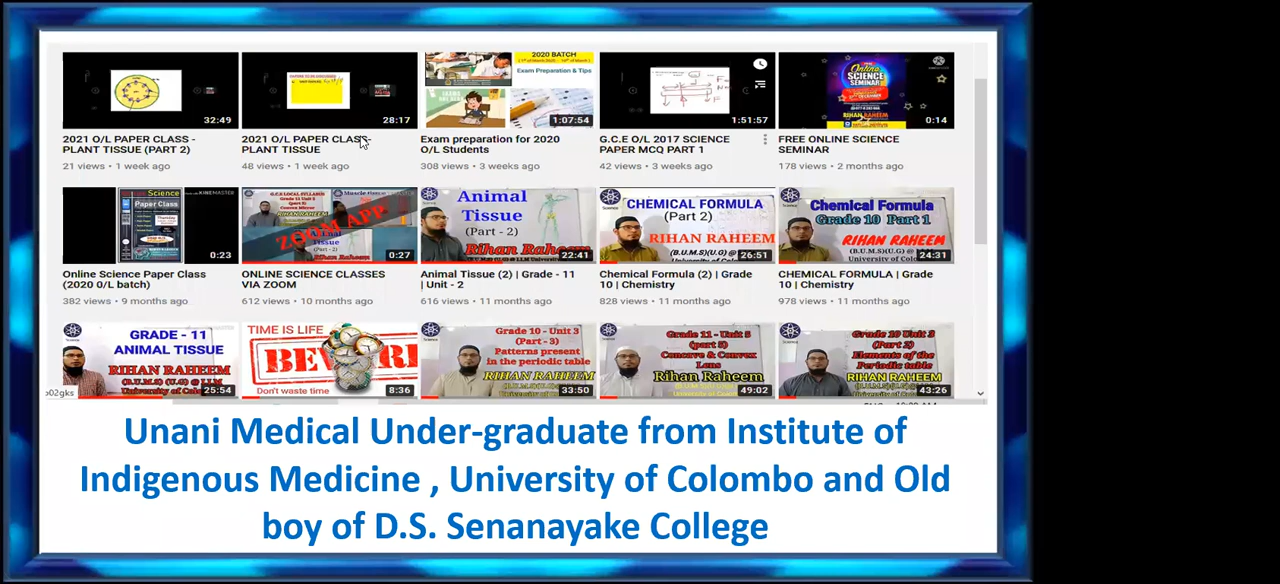 2020 BATCH
Exam Preparation & Tips
Online
SCIENCE
SEMINAR
32:49
28:17
1:07:54
1:51:57
0:14
2021 O/L PAPER CLASS -
PLANT TISSUE (PART 2)
21 views • 1 week ago
2021 O/L PAPER CLASS-
PLANT TISSUE
48 views • 1 week ago
Exam preparation for 2020
O/L Students
308 views • 3 weeks ago
G.C.E O/L 2017 SCIENCE
PAPER MCQ PART 1
42 views • 3 weeks ago
FREE ONLINE SCIENCE
SEMINAR
178 views • 2 months ago
Science
Paper Class
KINEMASTER
0:23
ZOOM APP
0:27
Animal
Tissue
(Part - 2)
Rihan Raheem
22:41
CHEMICAL FORMULA
(Part 2)
RIHAN RAHEEM
26:51
Chemical Formula
Grade 10 Part 1
RIHAN RAHEEM
24:31
Online Science Paper Class
(2020 0/L batch)
382 views • 9 months ago
ONLINE SCIENCE CLASSES
VIA ZOOM
612 views • 10 months ago
Animal Tissue (2) | Grade - 11
| Unit - 2
616 views • 11 months ago
Chemical Formula (2) | Grade
10 | Chemistry
828 views • 11 months ago
CHEMICAL FORMULA | Grade
10 | Chemistry
978 views • 11 months ago
GRADE - 11
ANIMAL TISSUE
RIHAN RAHEEM
25:54
TIME IS LIFE
Don't waste time
8:36
Grade 10 - Unit 3
(Part - 3)
Patterns present
in the periodic table
RIHAN RAHEEM
33:50
Grade 11 - Unit 5
(part 5)
Concave & Convex
Lens
Rihan Raheem
49:02
Grade 10 Unit 3
(Part 2)
Elements of the
Periodic table
RIHAN RAHEEM
43:26
Unani Medical Under-graduate from Institute of
Indigenous Medicine , University of Colombo and Old
boy of D.S. Senanayake College